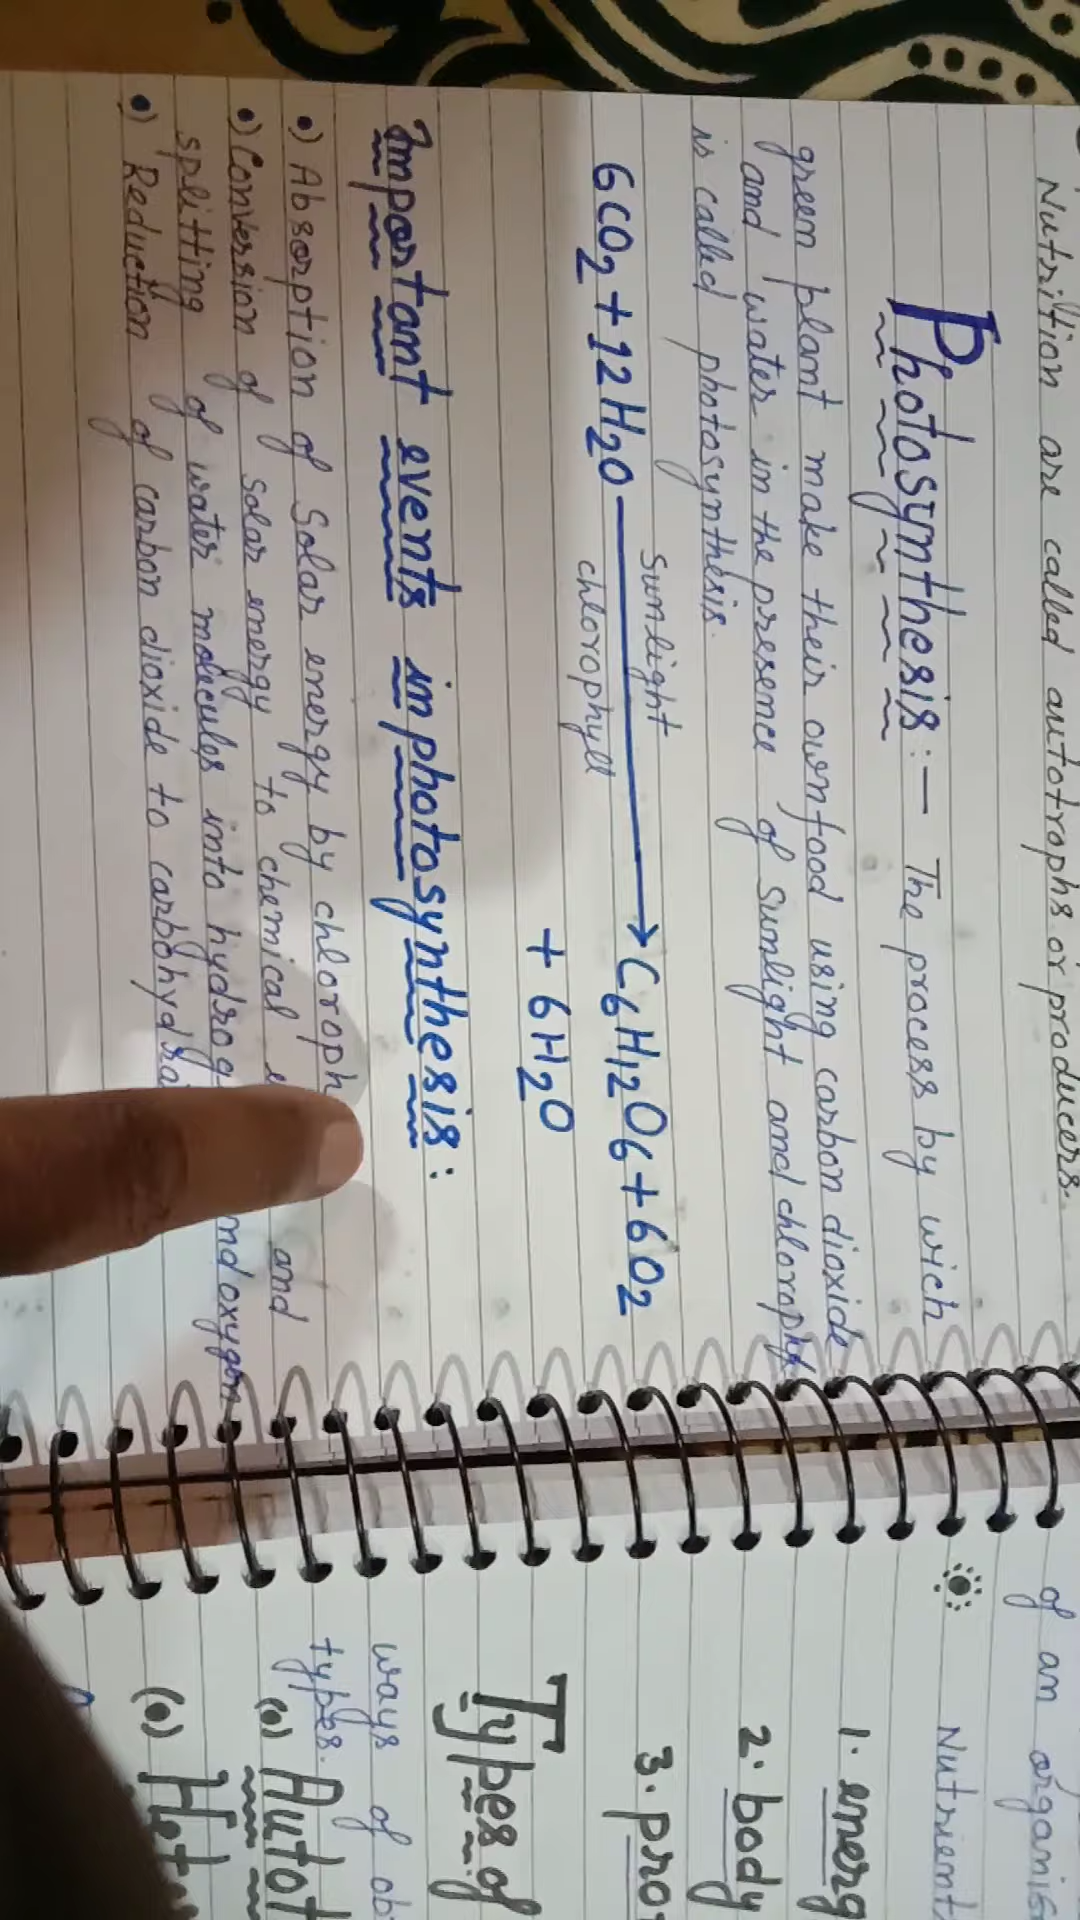 Nutrition are called autotrophs or producers.
Photosynthesis:- The process by wich
green plant make their own food using carbon dioxide
and water in the presence of sunlight and chlorophy
is called photosynthesis.
Sunlight
6CO2 + 12H2O → C6H12O6 + 6O2
chlorophyll
+ 6H2O
Important events in photosynthesis:
•) Absorption of Solar energy by chloroph
•) Conversion of solar energy to chemical e and
splitting of water molecules into hydrog ndoxygen
•) Reduction of carbon dioxide to carbohydra
of an organis
Nutrient
1. energ
2. body
3. pro
Types of
ways of ob
types.
(•) Autot
(•) Het